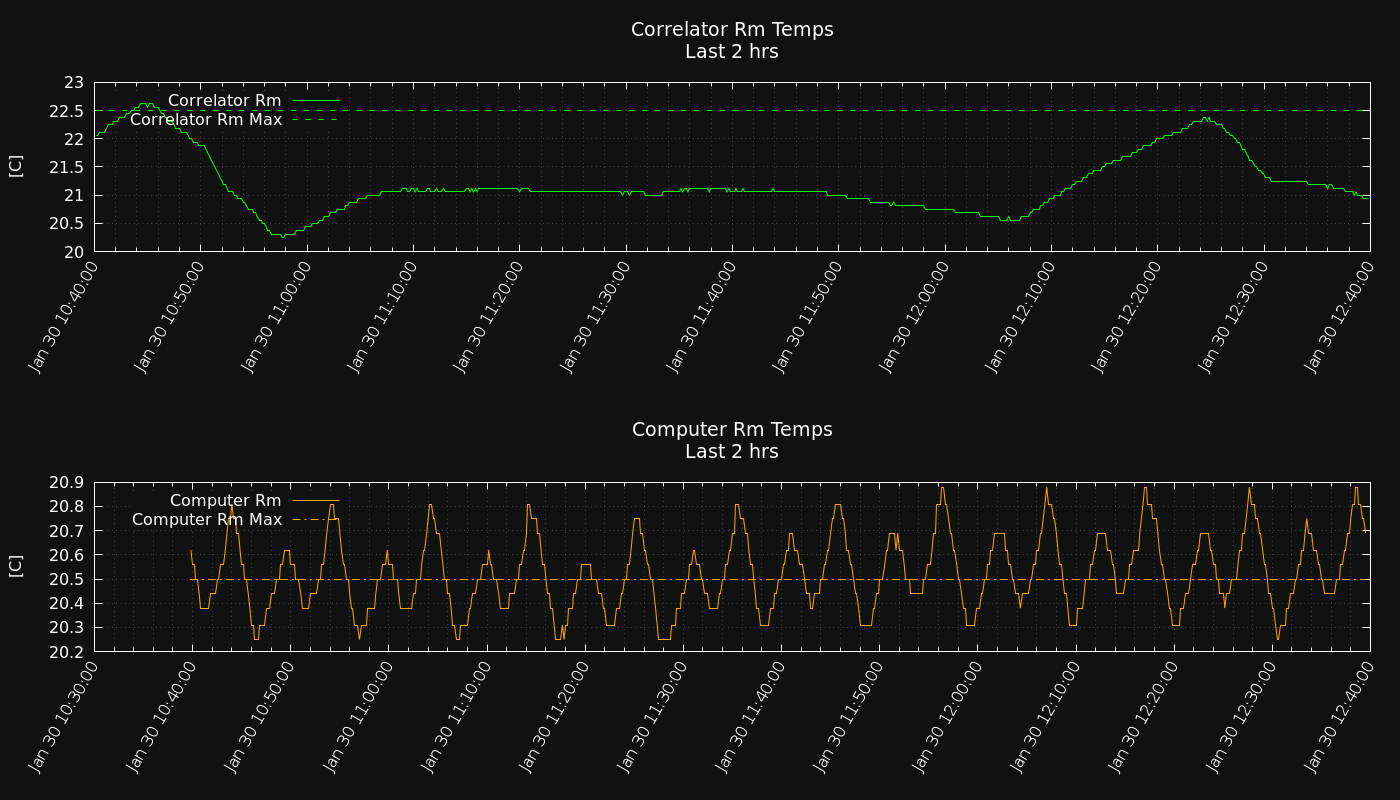 Correlator Rm Temps
Last 2 hrs
23
22.5
22
21.5
21
20.5
20
[C]
Correlator Rm
Correlator Rm Max
Jan 30 10:40:00
Jan 30 10:50:00
Jan 30 11:00:00
Jan 30 11:10:00
Jan 30 11:20:00
Jan 30 11:30:00
Jan 30 11:40:00
Jan 30 11:50:00
Jan 30 12:00:00
Jan 30 12:10:00
Jan 30 12:20:00
Jan 30 12:30:00
Jan 30 12:40:00
Computer Rm Temps
Last 2 hrs
20.9
20.8
20.7
20.6
20.5
20.4
20.3
20.2
[C]
Computer Rm
Computer Rm Max
Jan 30 10:30:00
Jan 30 10:40:00
Jan 30 10:50:00
Jan 30 11:00:00
Jan 30 11:10:00
Jan 30 11:20:00
Jan 30 11:30:00
Jan 30 11:40:00
Jan 30 11:50:00
Jan 30 12:00:00
Jan 30 12:10:00
Jan 30 12:20:00
Jan 30 12:30:00
Jan 30 12:40:00